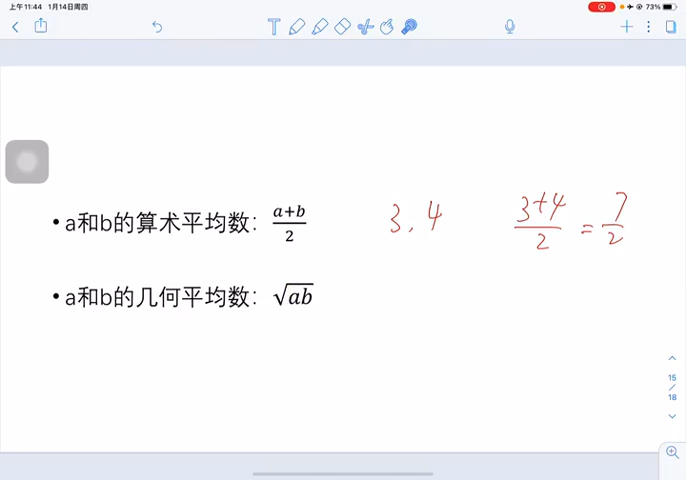 上午11:44 1月14日周四 73%
T
• a和b的算术平均数： (a+b)/2 3, 4 (3+4)/2 = 7/2
• a和b的几何平均数： √ab
15
/
18